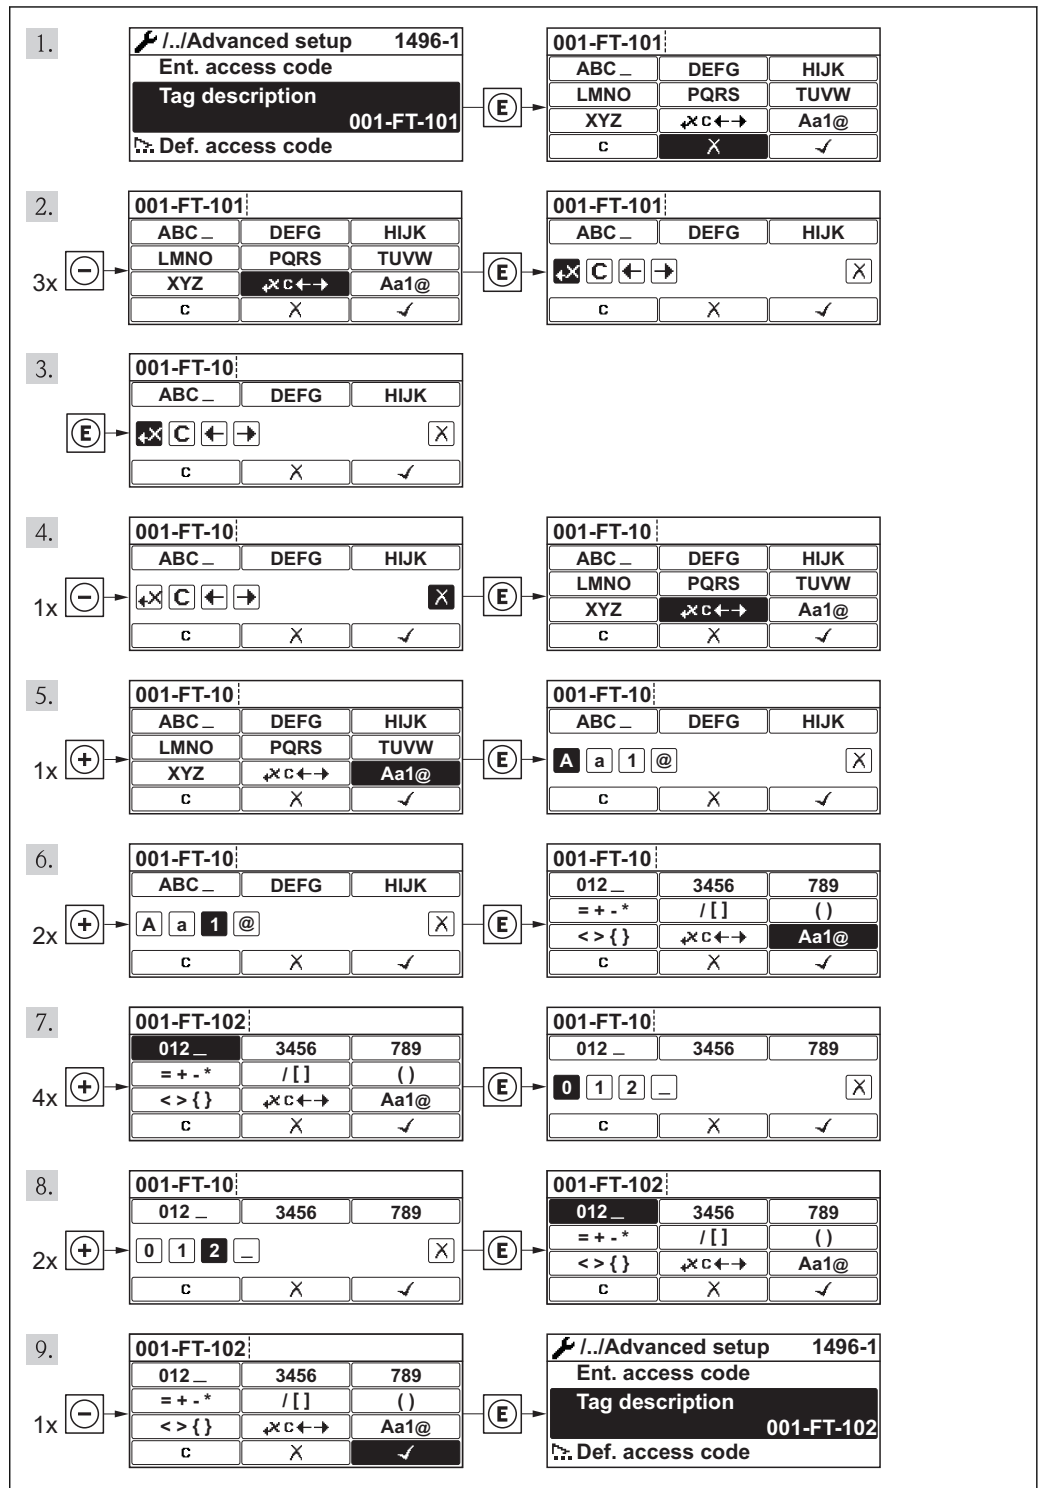 1.
/../Advanced setup 1496-1
Ent. access code
Tag description
001-FT-101
Def. access code
E
001-FT-101
ABC_ DEFG HIJK
LMNO PQRS TUVW
XYZ C←→ Aa1@
C X ✓
2.
3x −
001-FT-101
ABC_ DEFG HIJK
LMNO PQRS TUVW
XYZ C←→ Aa1@
C X ✓
E
001-FT-101
ABC_ DEFG HIJK
C ← → X
C X ✓
3.
E
001-FT-10
ABC_ DEFG HIJK
C ← → X
C X ✓
4.
1x −
001-FT-10
ABC_ DEFG HIJK
C ← → X
C X ✓
E
001-FT-10
ABC_ DEFG HIJK
LMNO PQRS TUVW
XYZ C←→ Aa1@
C X ✓
5.
1x +
001-FT-10
ABC_ DEFG HIJK
LMNO PQRS TUVW
XYZ C←→ Aa1@
C X ✓
E
001-FT-10
ABC_ DEFG HIJK
A a 1 @ X
C X ✓
6.
2x +
001-FT-10
ABC_ DEFG HIJK
A a 1 @ X
C X ✓
E
001-FT-10
012_ 3456 789
= + - * / [ ] ( )
< > { } C←→ Aa1@
C X ✓
7.
4x +
001-FT-102
012_ 3456 789
= + - * / [ ] ( )
< > { } C←→ Aa1@
C X ✓
E
001-FT-10
012_ 3456 789
0 1 2 _ X
C X ✓
8.
2x +
001-FT-10
012_ 3456 789
0 1 2 _ X
C X ✓
E
001-FT-102
012_ 3456 789
= + - * / [ ] ( )
< > { } C←→ Aa1@
C X ✓
9.
1x −
001-FT-102
012_ 3456 789
= + - * / [ ] ( )
< > { } C←→ Aa1@
C X ✓
E
/../Advanced setup 1496-1
Ent. access code
Tag description
001-FT-102
Def. access code